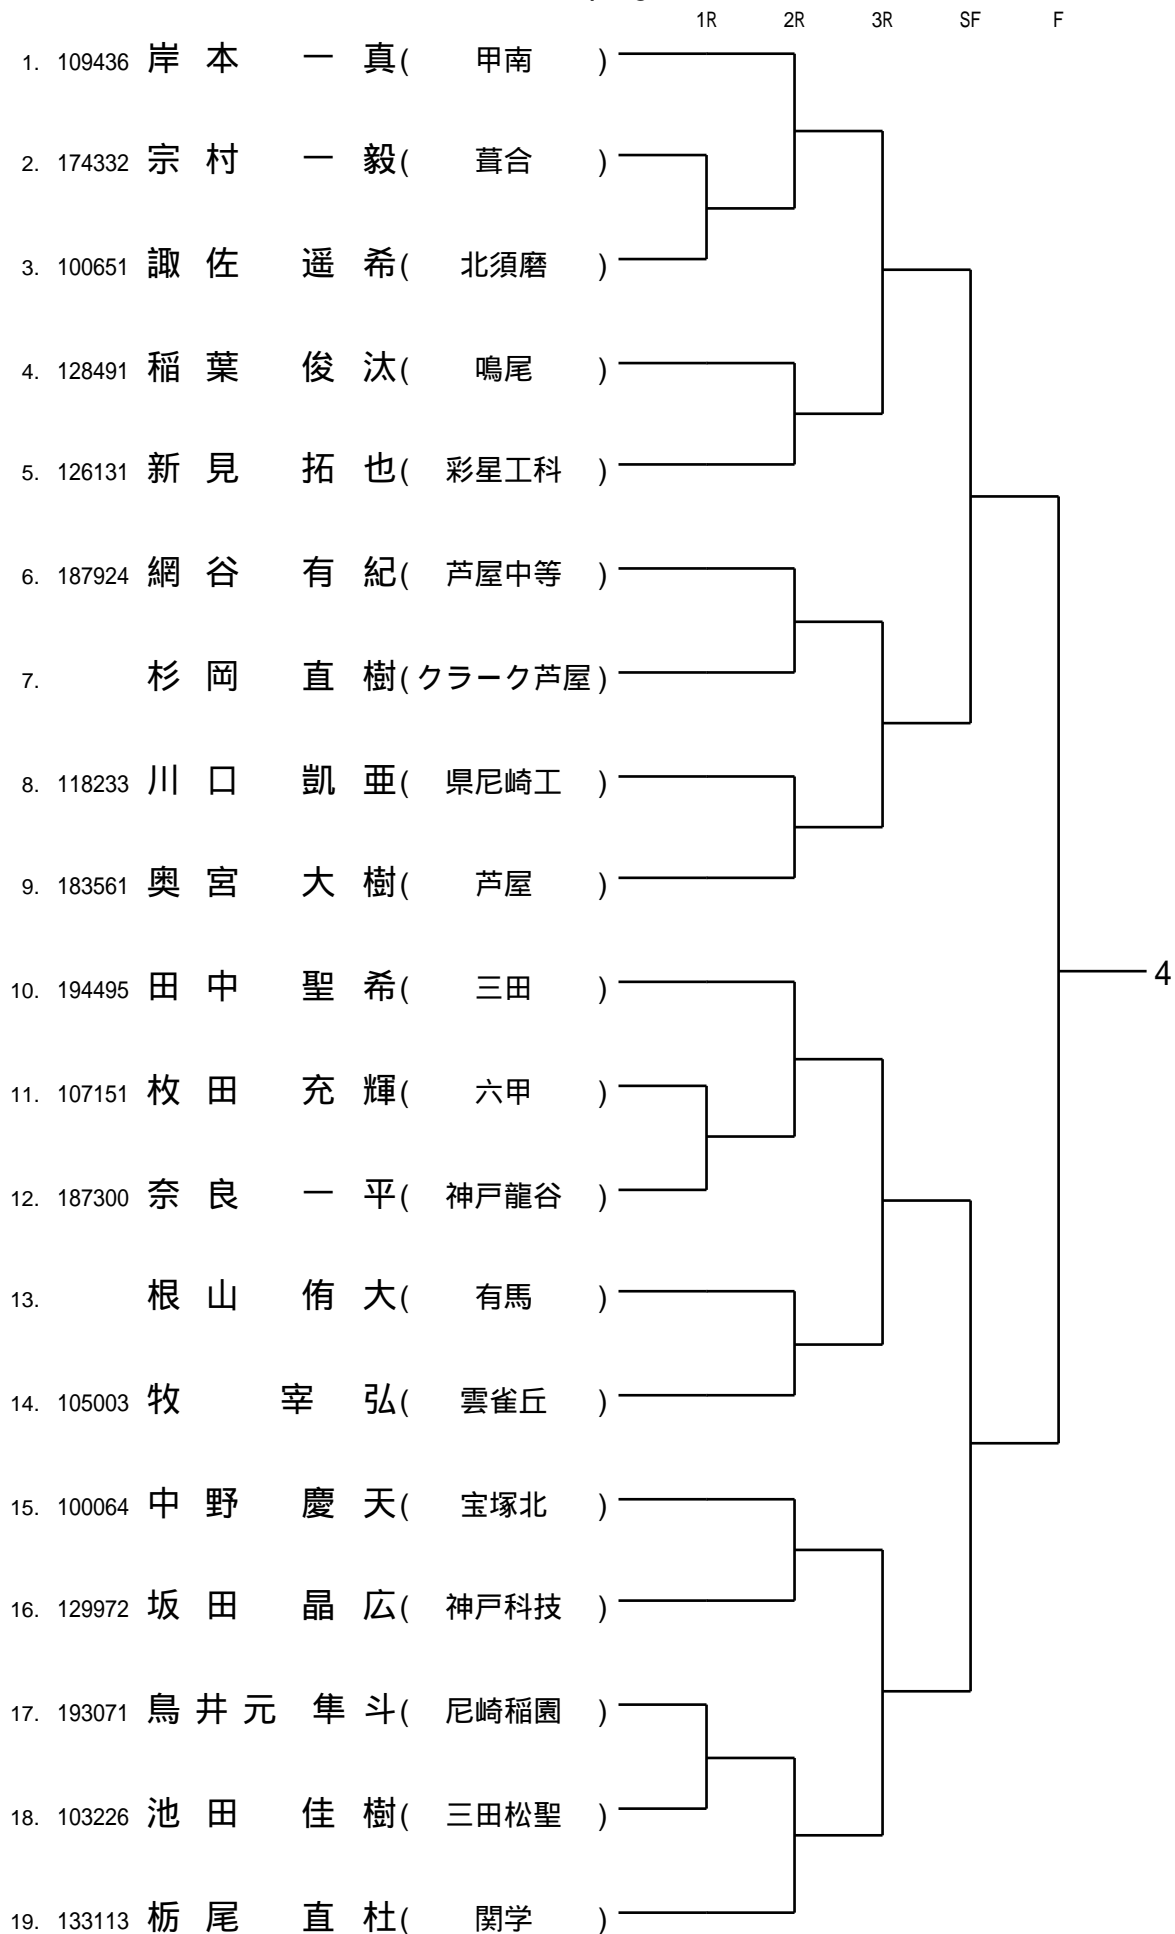 1R 2R 3R SF F
1. 109436 岸本 一真( 甲南 )
2. 174332 宗村 一毅( 葺合 )
3. 100651 諏佐 遥希( 北須磨 )
4. 128491 稲葉 俊汰( 鳴尾 )
5. 126131 新見 拓也( 彩星工科 )
6. 187924 網谷 有紀( 芦屋中等 )
7. 杉岡 直樹( クラーク芦屋 )
8. 118233 川口 凱亜( 県尼崎工 )
9. 183561 奥宮 大樹( 芦屋 )
10. 194495 田中 聖希( 三田 )
4
11. 107151 枚田 充輝( 六甲 )
12. 187300 奈良 一平( 神戸龍谷 )
13. 根山 侑大( 有馬 )
14. 105003 牧 宰弘( 雲雀丘 )
15. 100064 中野 慶天( 宝塚北 )
16. 129972 坂田 晶広( 神戸科技 )
17. 193071 鳥井元 隼斗( 尼崎稲園 )
18. 103226 池田 佳樹( 三田松聖 )
19. 133113 栃尾 直杜( 関学 )